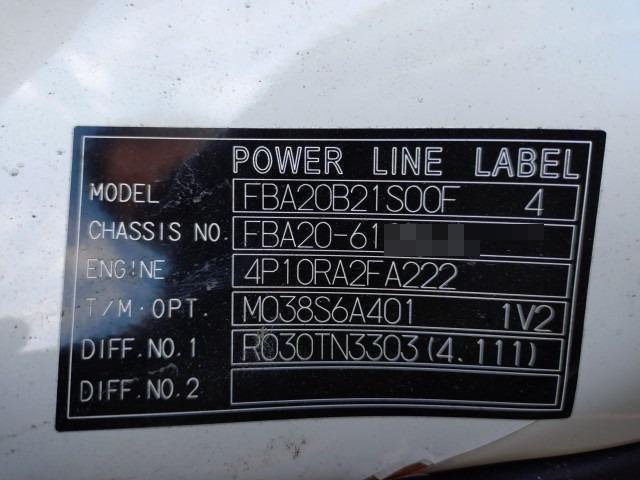 POWER LINE LABEL
MODEL FBA20B21S00F 4
CHASSIS NO. FBA20-61
ENGINE 4P10RA2FA222
T/M·OPT. M038S6A401 1V2
DIFF.NO.1 R030TN3303(4.111)
DIFF.NO.2